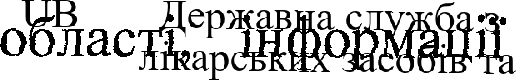 UB Державна служба з
області, інформації
лікарських засобів та